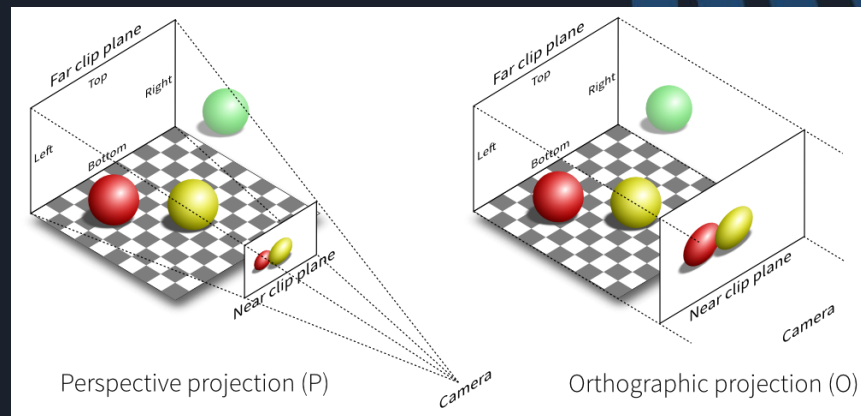 Far clip plane
Top
Right
Left
Bottom
Near clip plane
Camera
Perspective projection (P)
Far clip plane
Top
Right
Left
Bottom
Near clip plane
Camera
Orthographic projection (O)